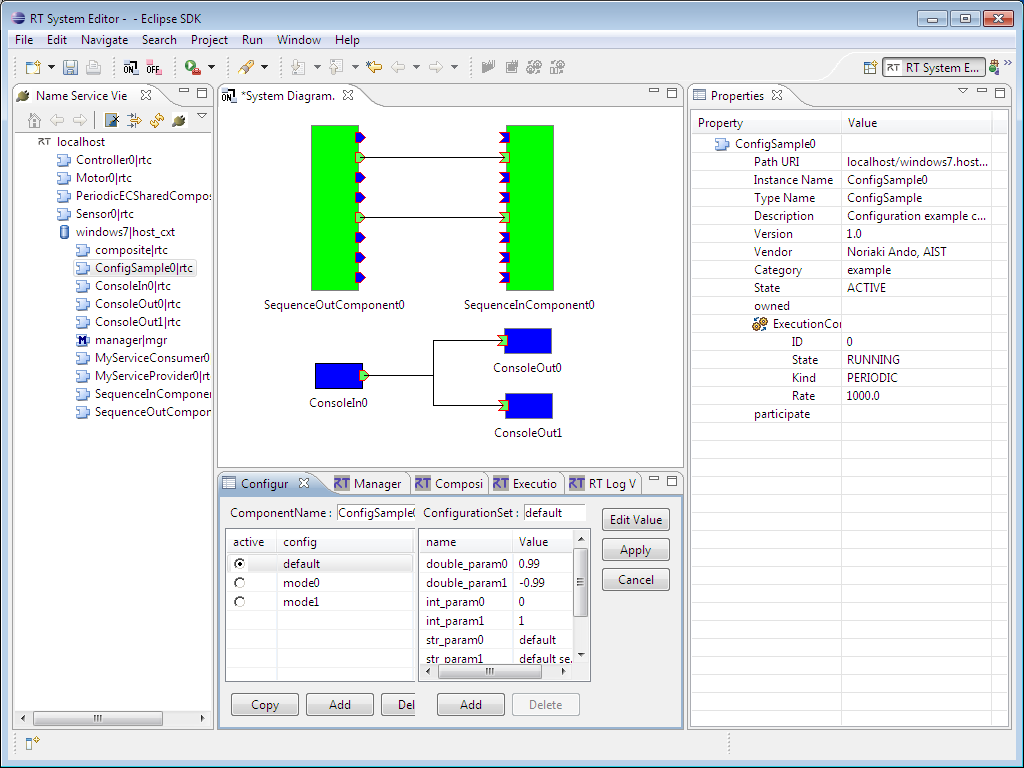 RT System Editor - - Eclipse SDK
File Edit Navigate Search Project Run Window Help
ON OFF
RT System E... »
Name Service Vie
RT localhost
Controller0|rtc
Motor0|rtc
PeriodicECSharedCompo
Sensor0|rtc
windows7|host_cxt
composite|rtc
ConfigSample0|rtc
ConsoleIn0|rtc
ConsoleOut0|rtc
ConsoleOut1|rtc
manager|mgr
MyServiceConsumer0
MyServiceProvider0|rt
SequenceInComponer
SequenceOutCompor
ON *System Diagram.
SequenceOutComponent0 SequenceInComponent0
ConsoleOut0
ConsoleIn0
ConsoleOut1
Configur RT Manager RT Composi RT Executio RT RT Log V
ComponentName : ConfigSample ConfigurationSet : default
active config
default
mode0
mode1
name Value
double_param0 0.99
double_param1 -0.99
int_param0 0
int_param1 1
str_param0 default
str_param1 default se.
Edit Value
Apply
Cancel
Copy Add Del Add Delete
Properties
Property Value
ConfigSample0
Path URI localhost/windows7.host...
Instance Name ConfigSample0
Type Name ConfigSample
Description Configuration example c...
Version 1.0
Vendor Noriaki Ando, AIST
Category example
State ACTIVE
owned
ExecutionCor
ID 0
State RUNNING
Kind PERIODIC
Rate 1000.0
participate